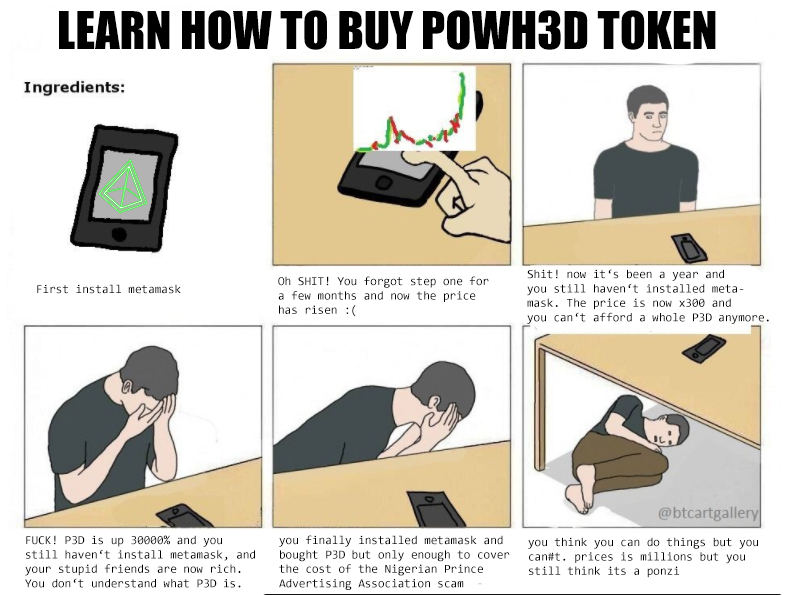 LEARN HOW TO BUY POWH3D TOKEN
Ingredients:
First install metamask
Oh SHIT! You forgot step one for
a few months and now the price
has risen :(
Shit! now it‘s been a year and
you still haven‘t installed meta-
mask. The price is now x300 and
you can‘t afford a whole P3D anymore.
FUCK! P3D is up 30000% and you
still haven‘t install metamask, and
your stupid friends are now rich.
You don‘t understand what P3D is.
you finally installed metamask and
bought P3D but only enough to cover
the cost of the Nigerian Prince
Advertising Association scam
@btcartgallery
you think you can do things but you
can#t. prices is millions but you
still think its a ponzi